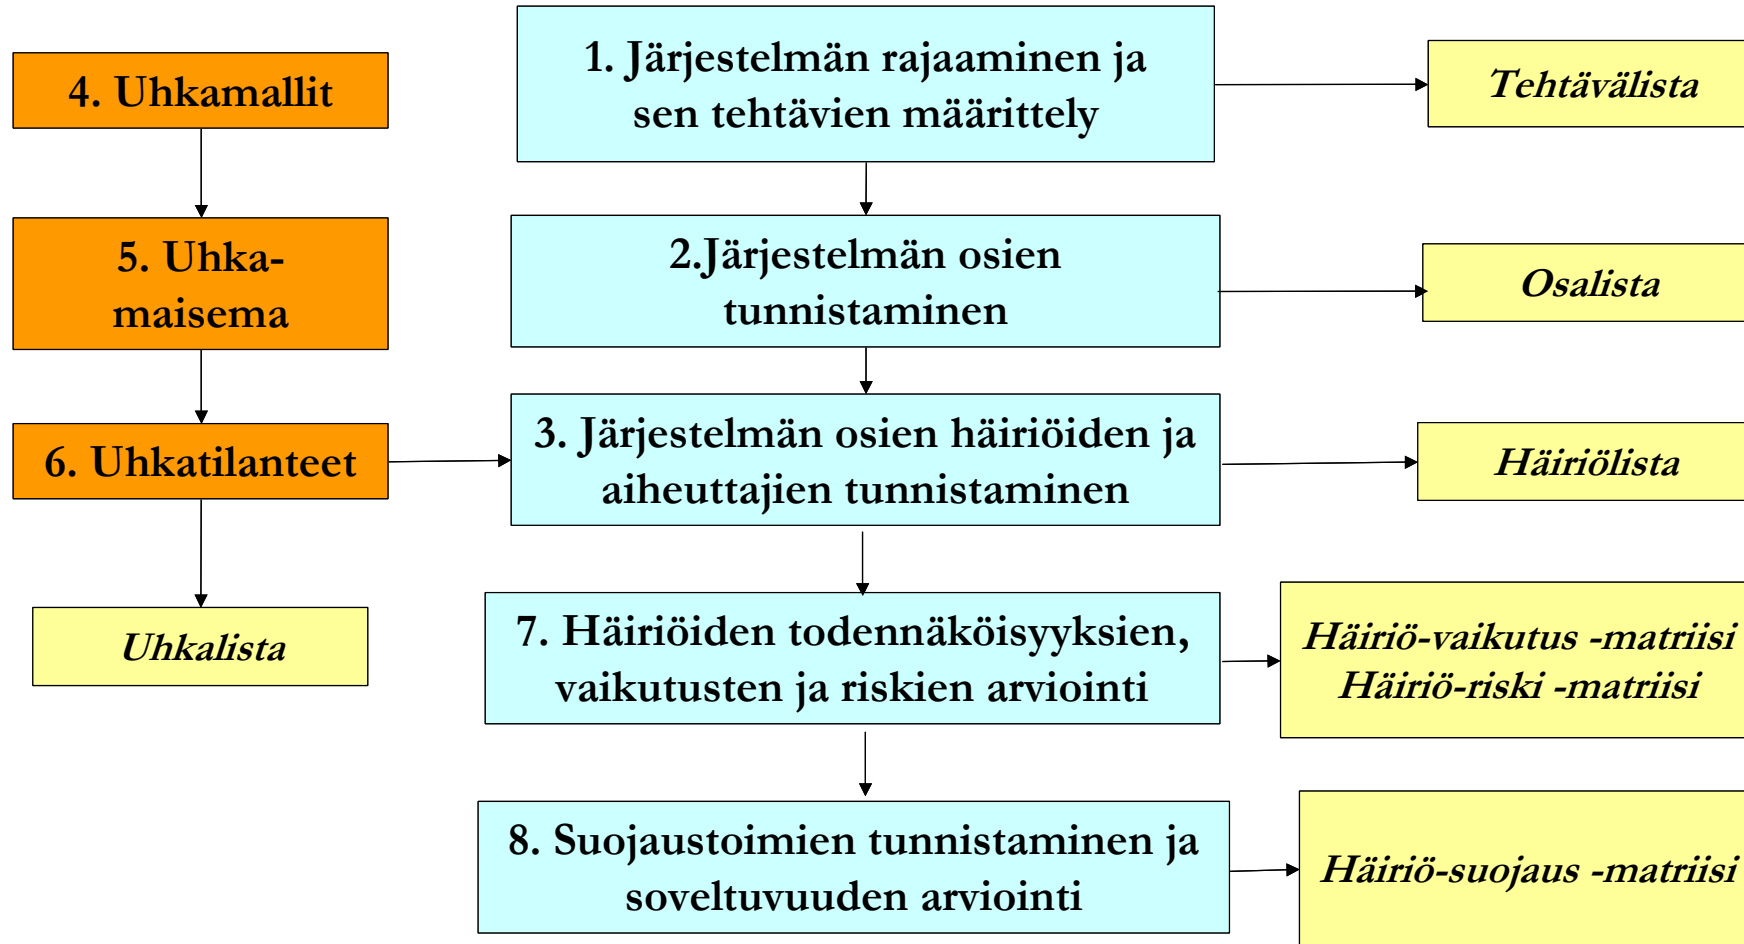 4. Uhkamallit
1. Järjestelmän rajaaminen ja
sen tehtävien määrittely
Tehtävälista
5. Uhka-
maisema
2.Järjestelmän osien
tunnistaminen
Osalista
6. Uhkatilanteet
3. Järjestelmän osien häiriöiden ja
aiheuttajien tunnistaminen
Häiriölista
Uhkalista
7. Häiriöiden todennäköisyyksien,
vaikutusten ja riskien arviointi
Häiriö-vaikutus -matriisi
Häiriö-riski -matriisi
8. Suojaustoimien tunnistaminen ja
soveltuvuuden arviointi
Häiriö-suojaus -matriisi